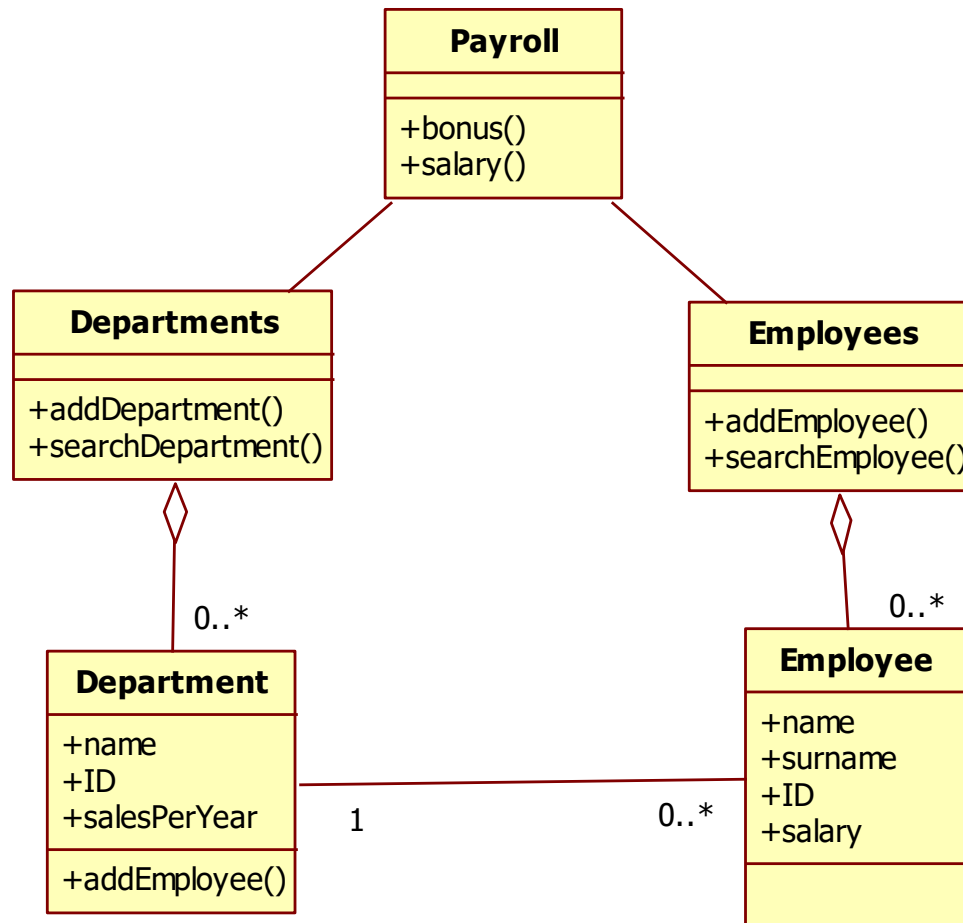 Payroll
+bonus()
+salary()
Departments
+addDepartment()
+searchDepartment()
Employees
+addEmployee()
+searchEmployee()
0..*
0..*
Department
+name
+ID
+salesPerYear
+addEmployee()
1
0..*
Employee
+name
+surname
+ID
+salary